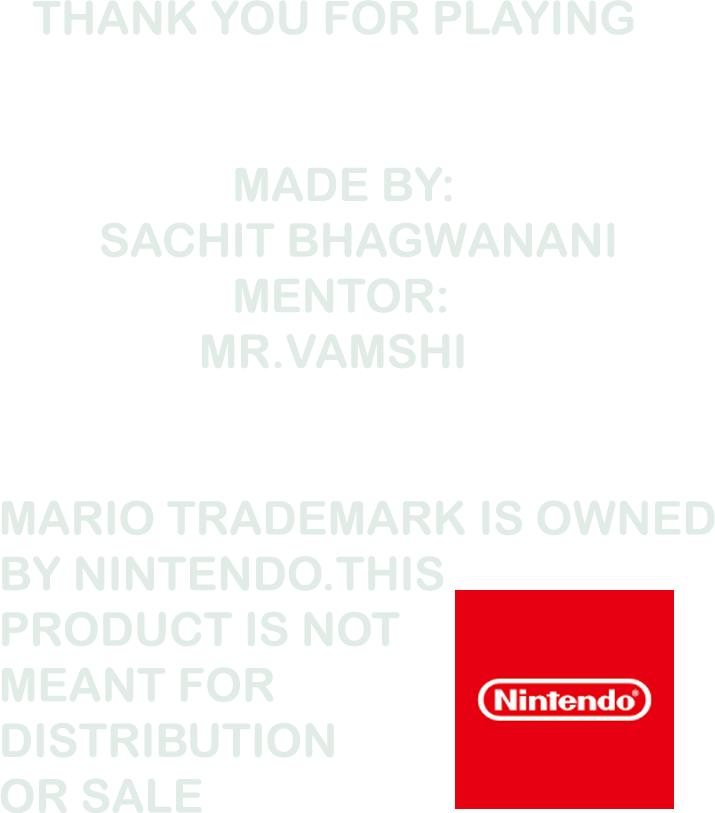 THANK YOU FOR PLAYING
MADE BY:
SACHIT BHAGWANANI
MENTOR:
MR.VAMSHI
MARIO TRADEMARK IS OWNED
BY NINTENDO.THIS
PRODUCT IS NOT
MEANT FOR
DISTRIBUTION
OR SALE
Nintendo®